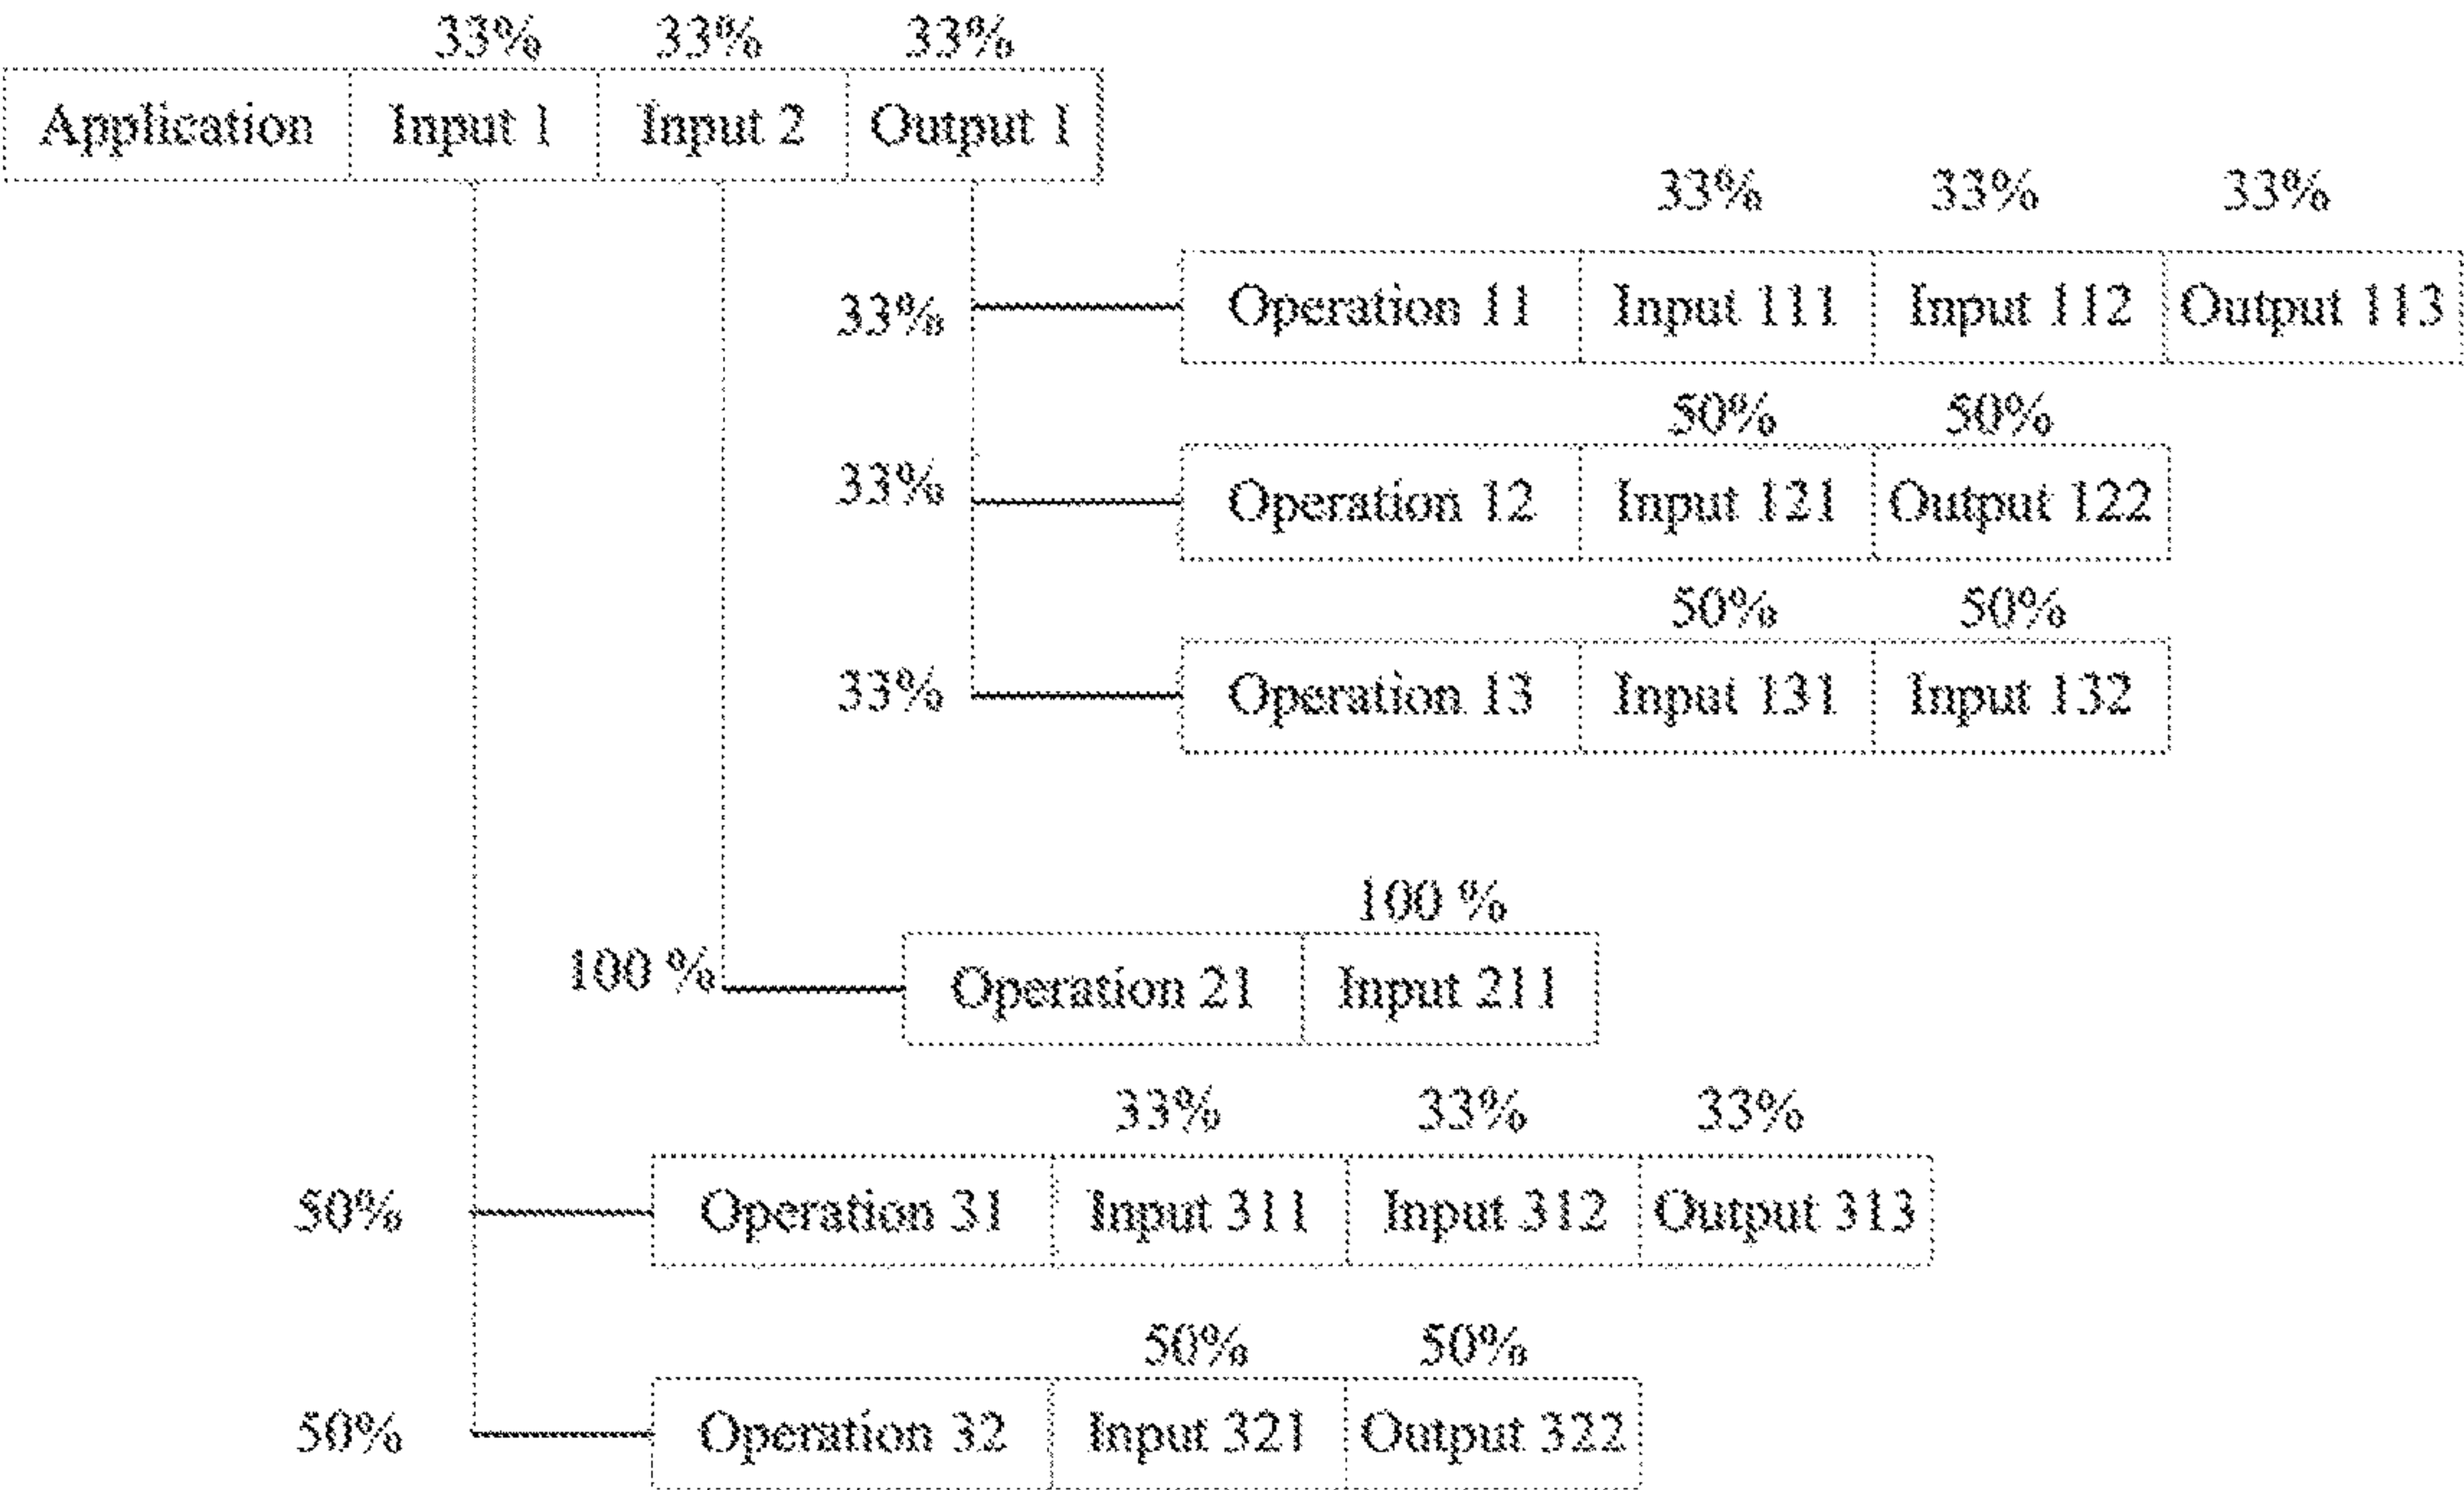 33% 33% 33%
Application Input 1 Input 2 Output 1
33% 33% 33%
33% Operation 11 Input 111 Input 112 Output 113
50% 50%
33% Operation 12 Input 121 Output 122
50% 50%
33% Operation 13 Input 131 Input 132
100 %
100 % Operation 21 Input 211
33% 33% 33%
50% Operation 31 Input 311 Input 312 Output 313
50% 50%
50% Operation 32 Input 321 Output 322